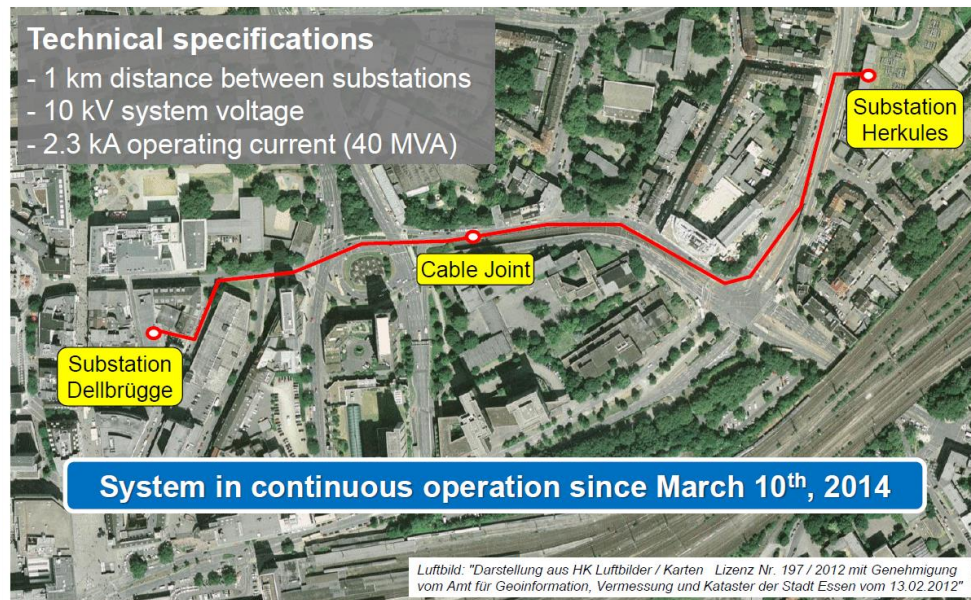 Technical specifications
- 1 km distance between substations
- 10 kV system voltage
- 2.3 kA operating current (40 MVA)
Substation
Herkules
Cable Joint
Substation
Dellbrügge
System in continuous operation since March 10th, 2014
Luftbild: "Darstellung aus HK Luftbilder / Karten Lizenz Nr. 197 / 2012 mit Genehmigung
vom Amt für Geoinformation, Vermessung und Kataster der Stadt Essen vom 13.02.2012"